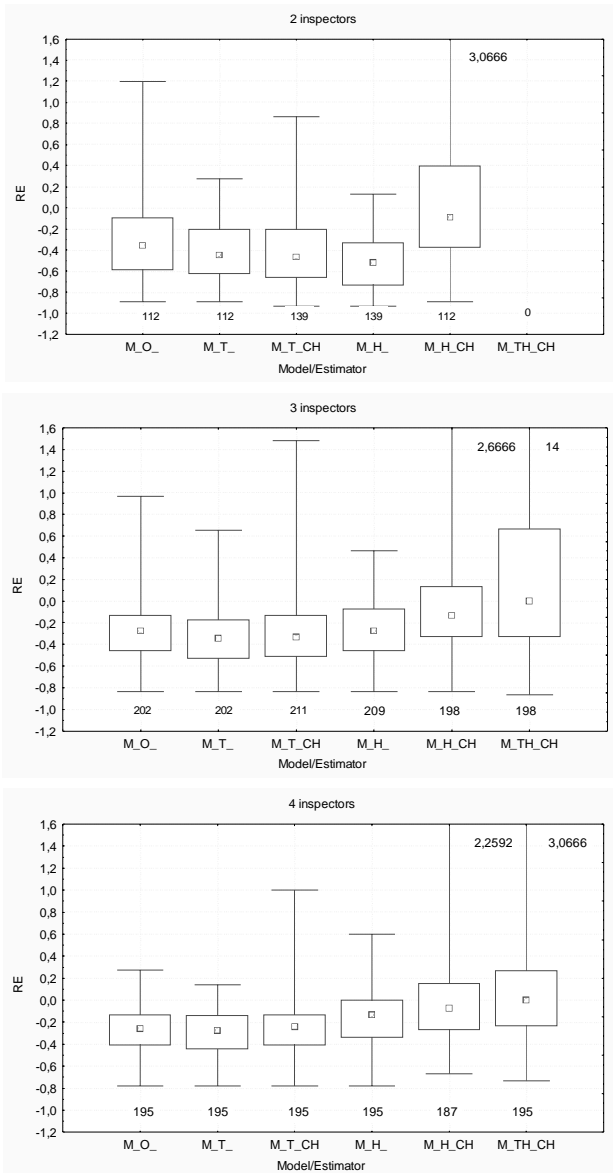 2 inspectors
1,6
3,0666
1,4
1,2
1,0
0,8
0,6
0,4
0,2
RE
0,0
-0,2
-0,4
-0,6
-0,8
-1,0
112
112
139
139
112
0
-1,2
M_O_
M_T_
M_T_CH
M_H_
M_H_CH
M_TH_CH
Model/Estimator
3 inspectors
1,6
2,6666
14
1,4
1,2
1,0
0,8
0,6
0,4
0,2
RE
0,0
-0,2
-0,4
-0,6
-0,8
-1,0
202
202
211
209
198
198
-1,2
M_O_
M_T_
M_T_CH
M_H_
M_H_CH
M_TH_CH
Model/Estimator
4 inspectors
1,6
2,2592
3,0666
1,4
1,2
1,0
0,8
0,6
0,4
0,2
RE
0,0
-0,2
-0,4
-0,6
-0,8
-1,0
195
195
195
195
187
195
-1,2
M_O_
M_T_
M_T_CH
M_H_
M_H_CH
M_TH_CH
Model/Estimator